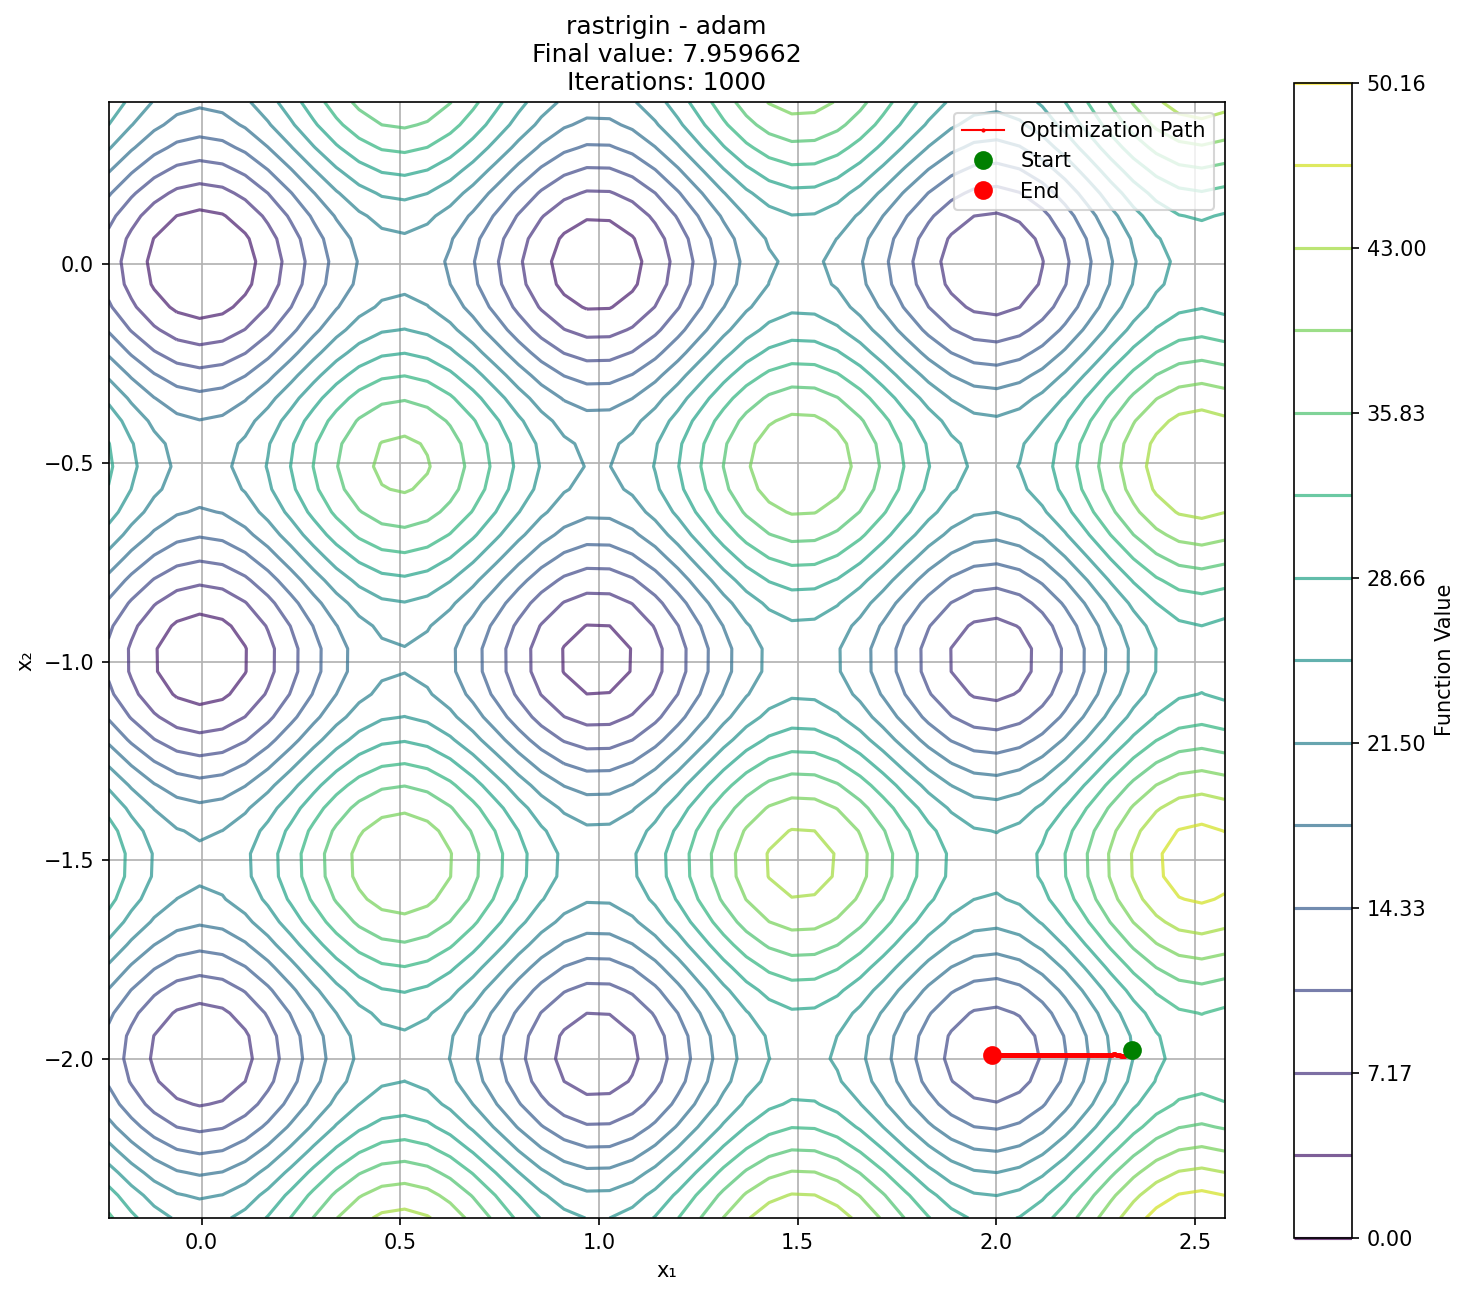 rastrigin - adam
Final value: 7.959662
Iterations: 1000
Optimization Path
Start
End
50.16
43.00
35.83
28.66
21.50
14.33
7.17
0.00
Function Value
0.0
−0.5
−1.0
−1.5
−2.0
x₂
0.0
0.5
1.0
1.5
2.0
2.5
x₁